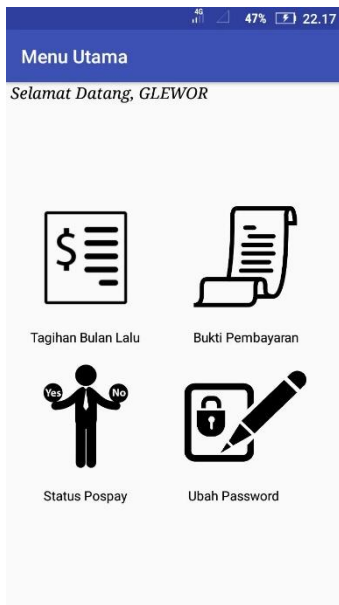 4G 47% 22.17
Menu Utama
Selamat Datang, GLEWOR
$
Tagihan Bulan Lalu Bukti Pembayaran
Yes No
Status Pospay Ubah Password